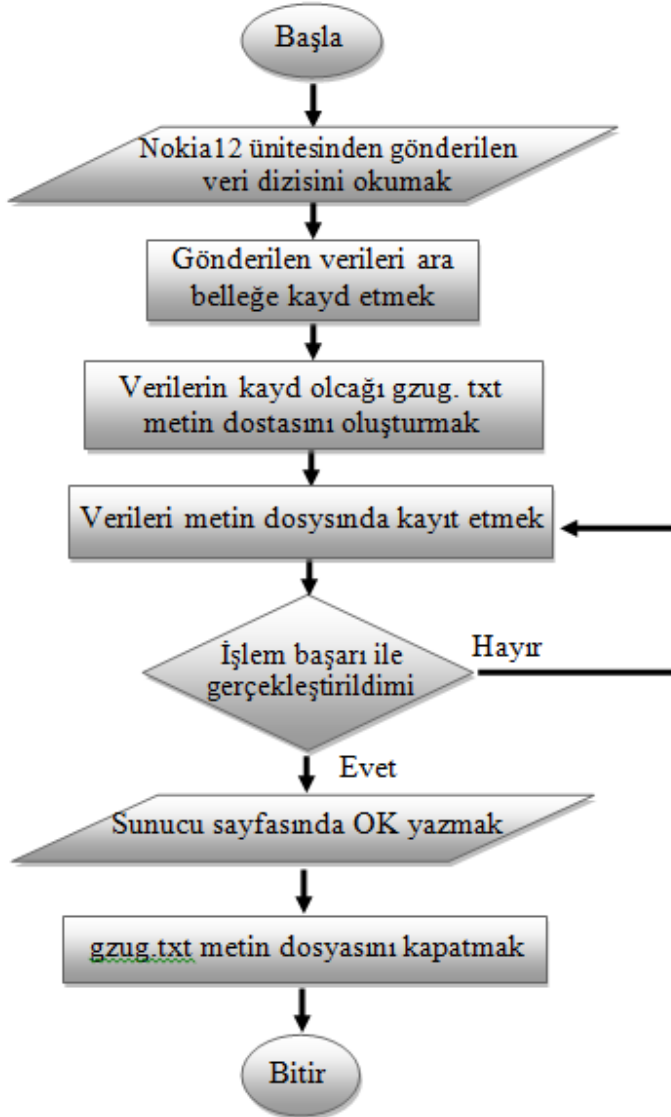 Başla
Nokia12 ünitesinden gönderilen
veri dizisini okumak
Gönderilen verileri ara
belleğe kayd etmek
Verilerin kayd olcağı gzug. txt
metin dostasını oluşturmak
Verileri metin dosysında kayıt etmek
İşlem başarı ile
gerçekleştirildimi
Hayır
Evet
Sunucu sayfasında OK yazmak
gzug.txt metin dosyasını kapatmak
Bitir